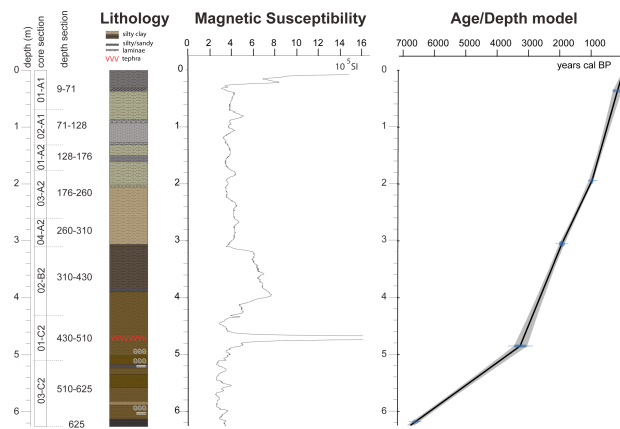 Lithology
silty clay
silty/sandy
laminae
tephra
Magnetic Susceptibility
Age/Depth model
depth (m)
core section
depth section
0 2 4 6 8 10 12 14 16
10^5 SI
7000 6000 5000 4000 3000 2000 1000 0
years cal BP
0
1
2
3
4
5
6
01-A1
02-A1
01-A2
03-A2
04-A2
02-B2
01-C2
03-C2
9-71
71-128
128-176
176-260
260-310
310-430
430-510
510-625
625
0
1
2
3
4
5
6
0
1
2
3
4
5
6